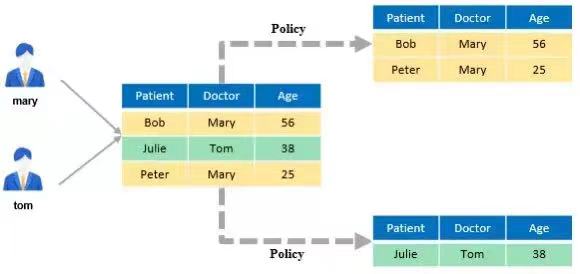 Policy
Patient Doctor Age
Bob Mary 56
Peter Mary 25
mary
Patient Doctor Age
Bob Mary 56
Julie Tom 38
Peter Mary 25
tom
Policy
Patient Doctor Age
Julie Tom 38